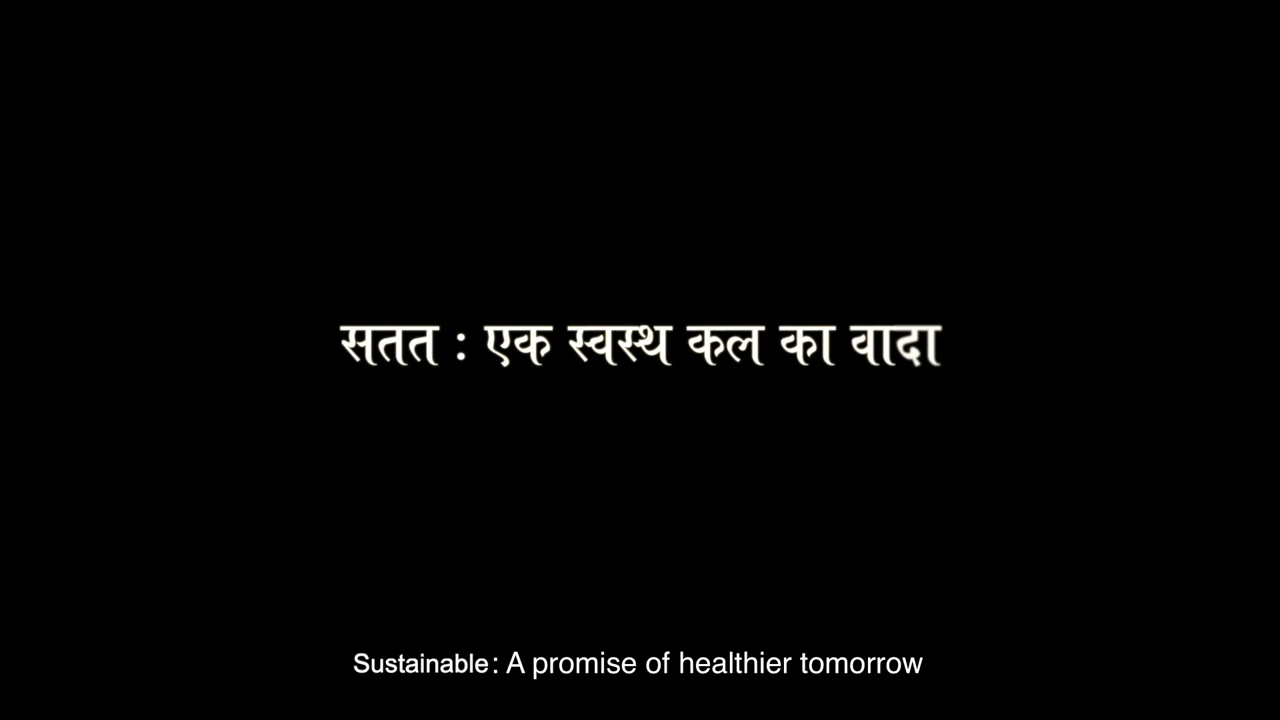 सतत : एक स्वस्थ कल का वादा
Sustainable: A promise of healthier tomorrow